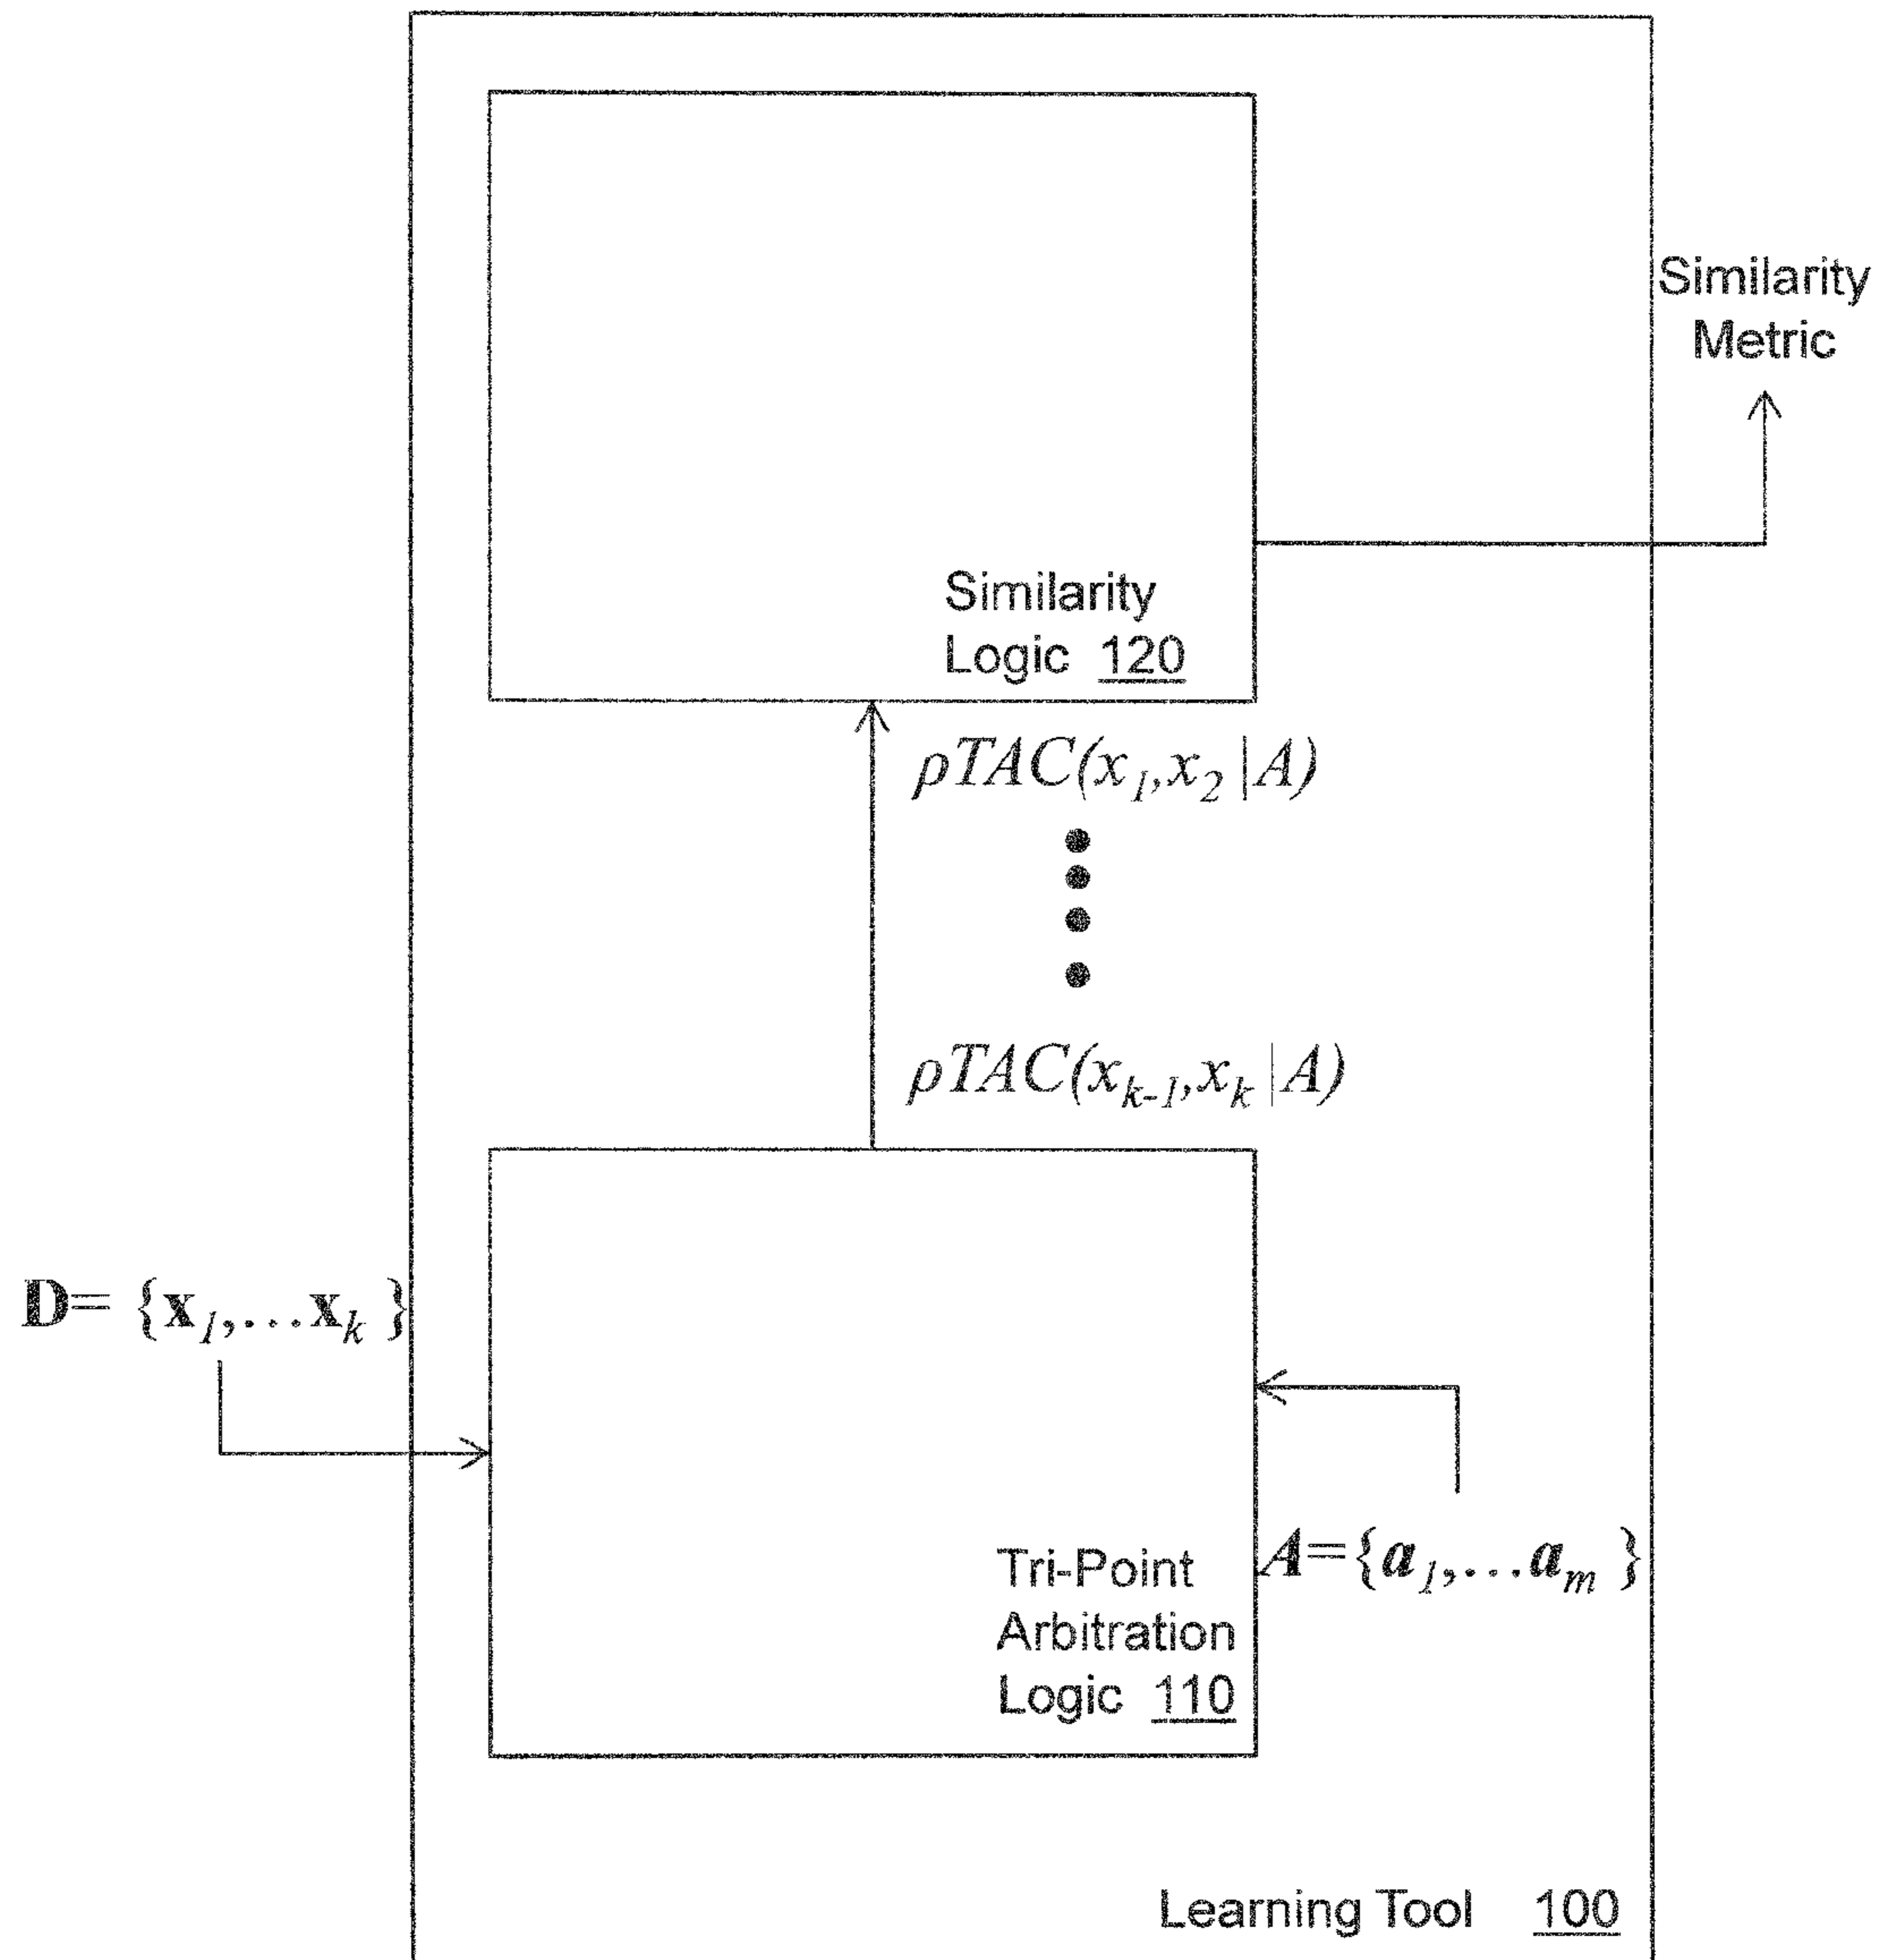 Similarity
Metric
Similarity
Logic 120
ρTAC(x₁,x₂|A)
ρTAC(xₖ₋₁,xₖ|A)
D= {x₁,...xₖ }
Tri-Point
Arbitration
Logic 110
A={a₁,...aₘ }
Learning Tool 100